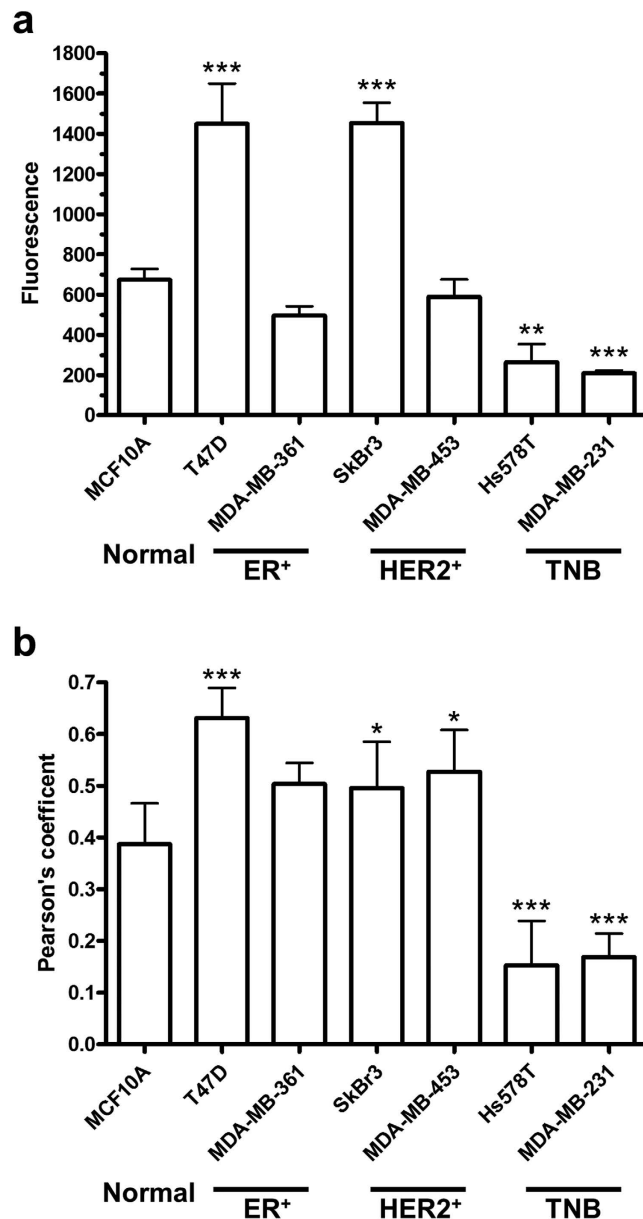 a
1800
1600
1400
1200
1000
800
600
400
200
0
Fluorescence
***
***
**
***
MCF10A
T47D
MDA-MB-361
SkBr3
MDA-MB-453
Hs578T
MDA-MB-231
Normal
ER⁺
HER2⁺
TNB
b
0.7
0.6
0.5
0.4
0.3
0.2
0.1
0.0
Pearson's coefficent
***
*
*
***
***
MCF10A
T47D
MDA-MB-361
SkBr3
MDA-MB-453
Hs578T
MDA-MB-231
Normal
ER⁺
HER2⁺
TNB